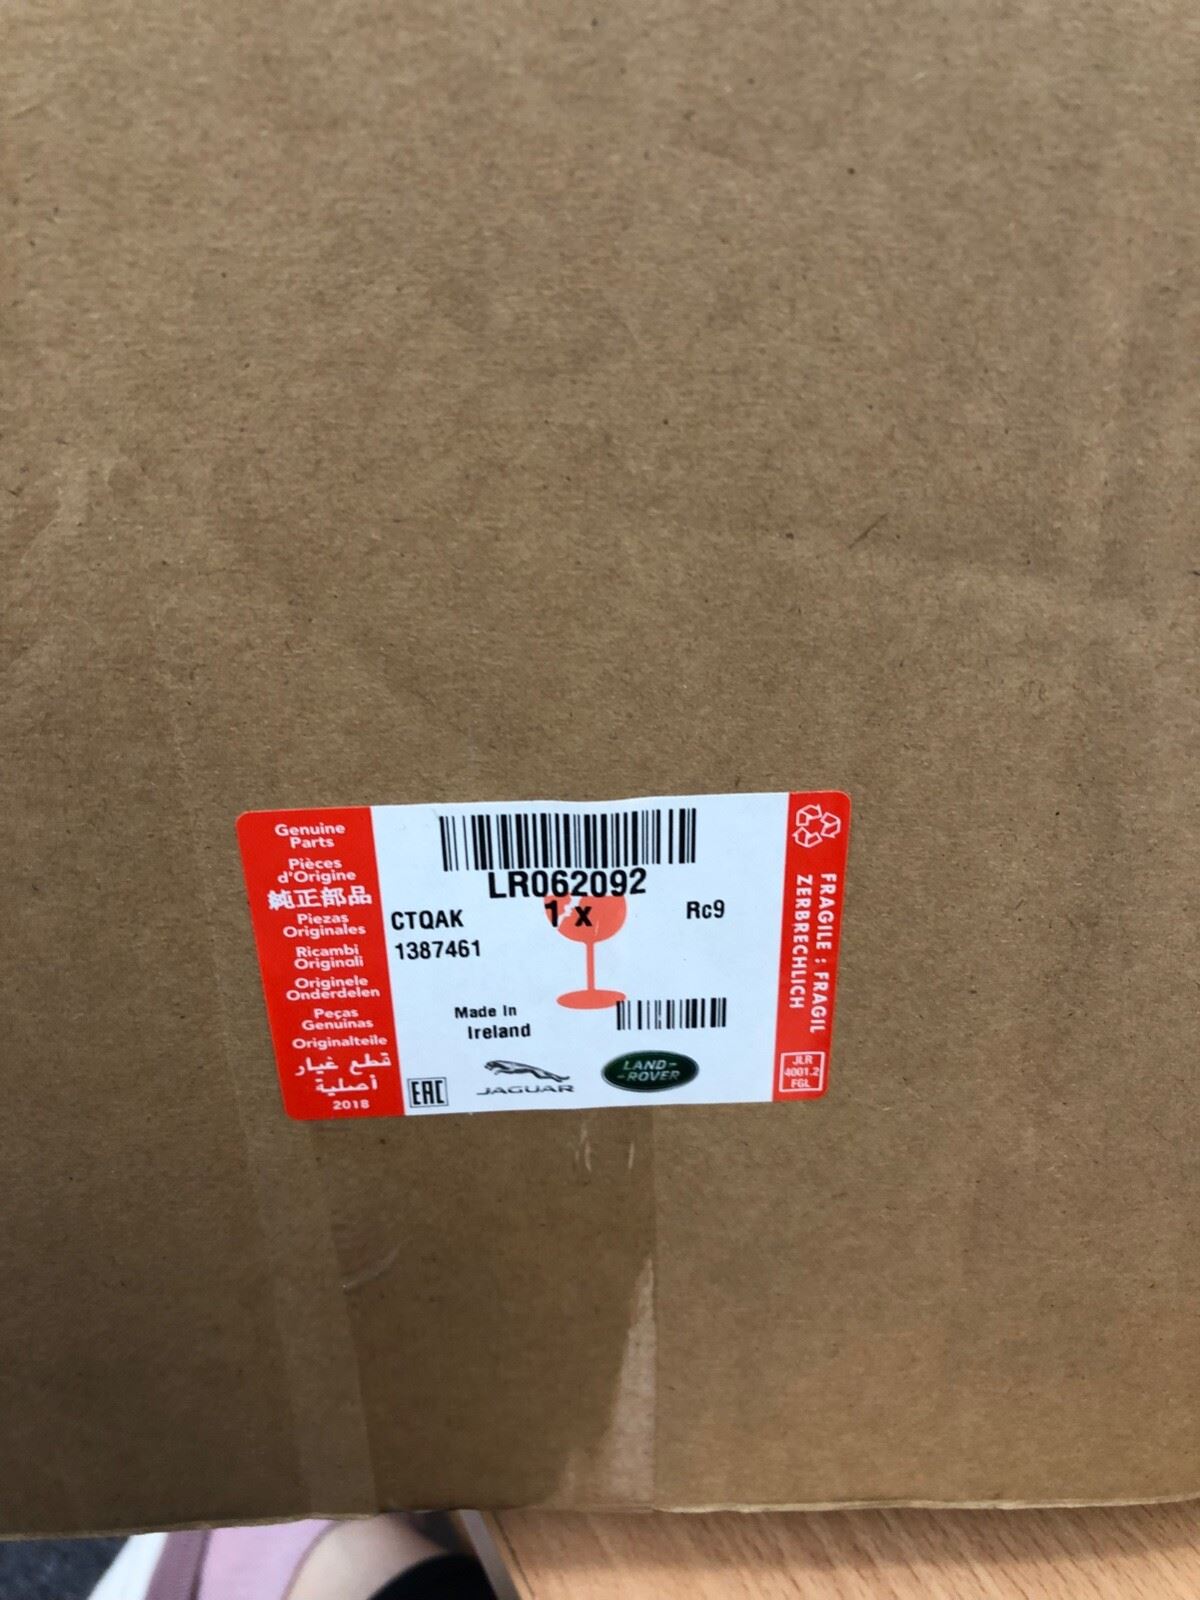 Genuine
Parts
Pièces
d'Origine
純正部品
Piezas
Originales
Ricambi
Originali
Originele
Onderdelen
Peças
Genuinas
Originalteile
قطع غيار
أصلية
2018
LR062092
1 x
Rc9
CTQAK
1387461
Made In
Ireland
EAC
JAGUAR
LAND-
-ROVER
FRAGILE : FRAGIL
ZERBRECHLICH
JLR
4001.2
FGL